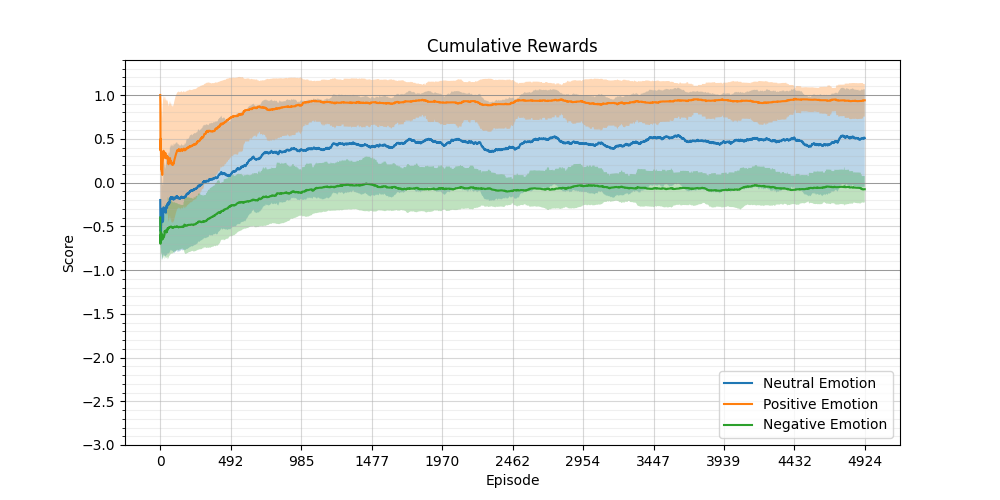 Cumulative Rewards
Score
1.0
0.5
0.0
−0.5
−1.0
−1.5
−2.0
−2.5
−3.0
0 492 985 1477 1970 2462 2954 3447 3939 4432 4924
Episode
Neutral Emotion
Positive Emotion
Negative Emotion